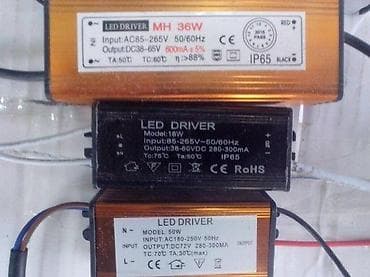 LED DRIVER MH 36W
Input:AC85-265V 50/60Hz
Output:DC38-65V 600mA±5%
TA:50℃ TC:60℃ η:>88%
RED +
2015
PASS
IP65
BLACK -
LED DRIVER
Model:18W
Input:85-265V~50/60Hz
Output:38-60VDC 280-300mA
Tc:75℃ Ta:50℃ IP65
CE RoHS
LED DRIVER
N~ MODEL: 50W
INPUT:AC180-250V 50Hz
OUTPUT:DC72V 280-300MA
L~ TC:70℃ TA:30℃(max)
+
-